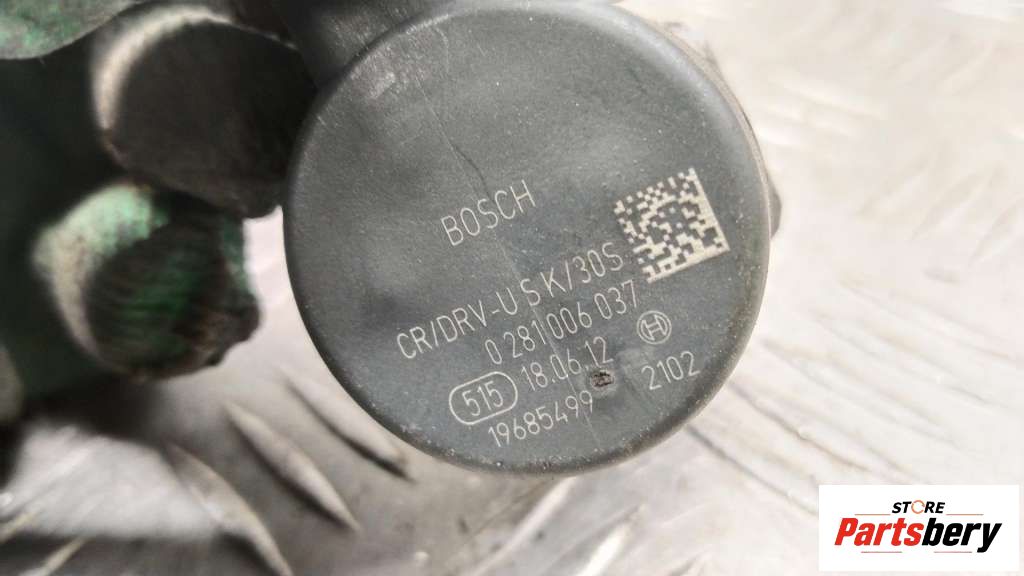 BOSCH
CR/DRV-U S K/30S
0 281 006 037
515 18.06.12
19685499 2102
STORE
Partsbery